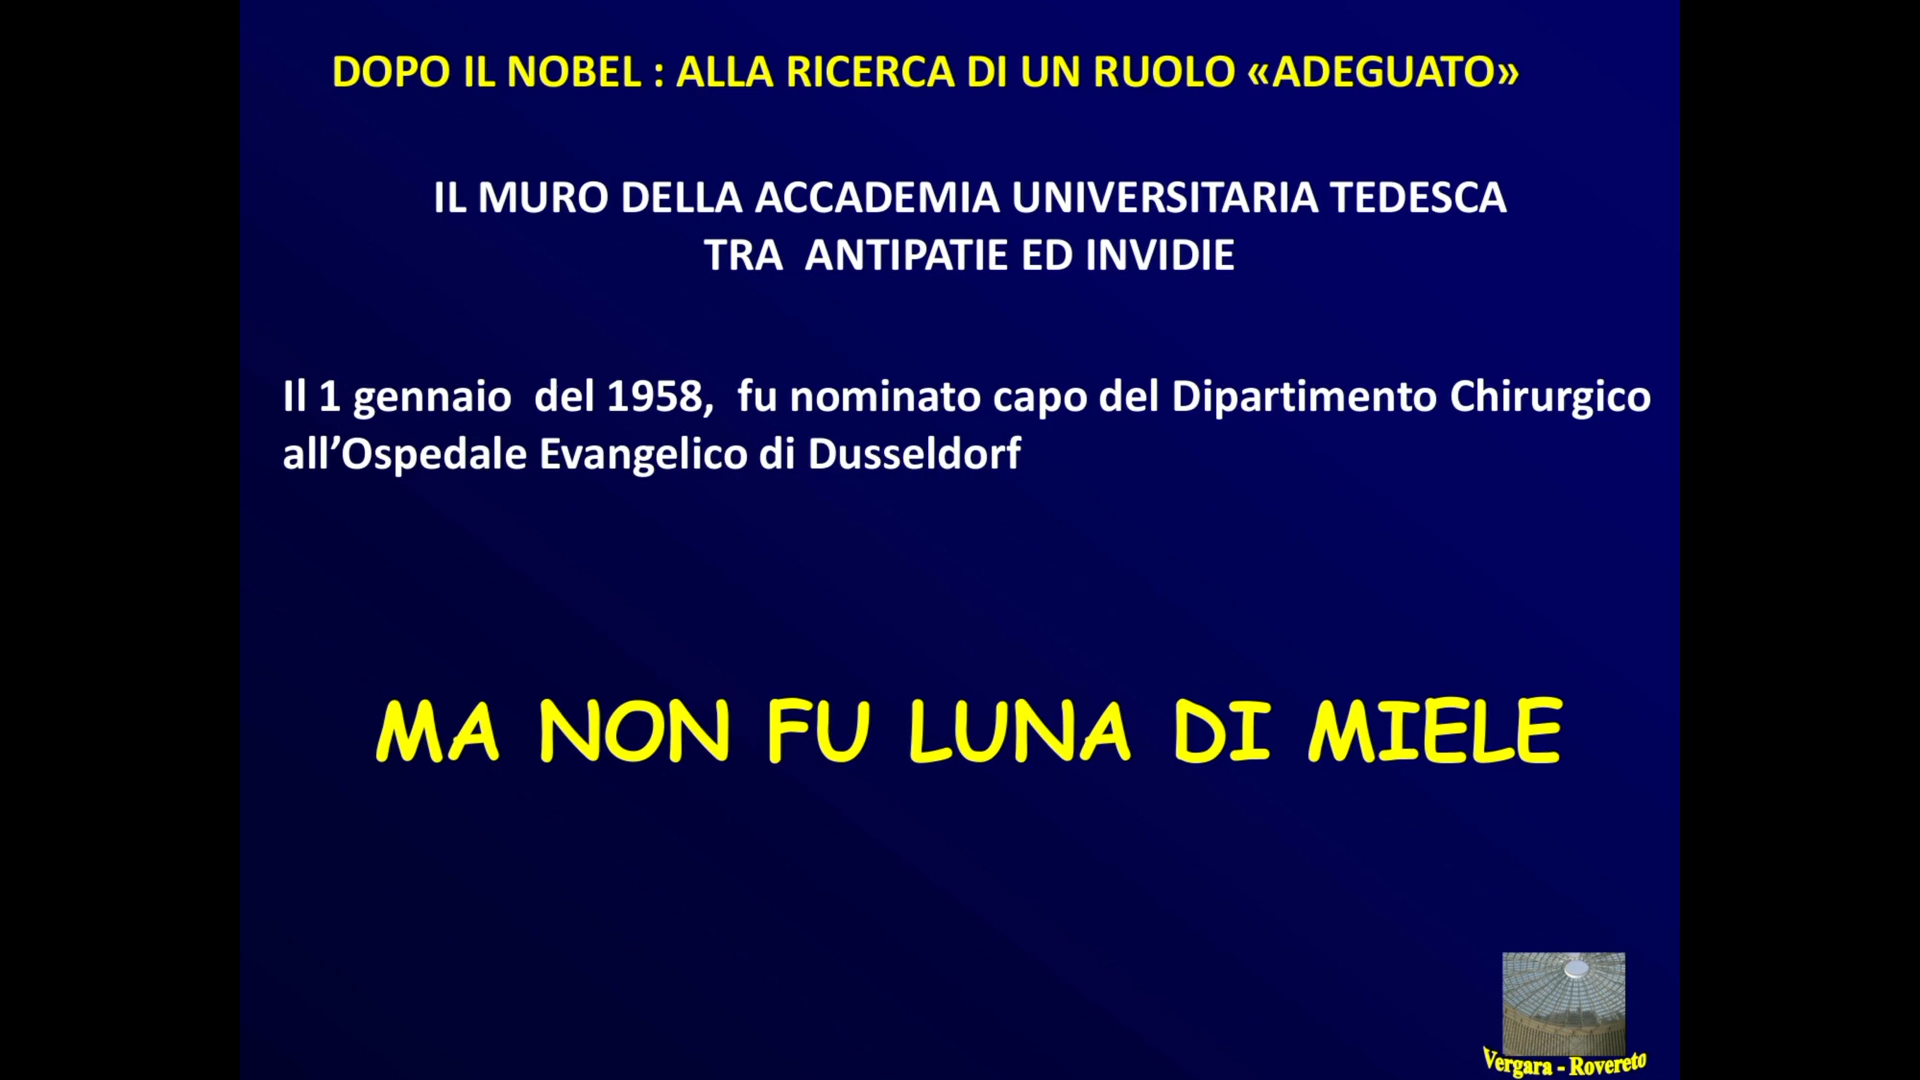 DOPO IL NOBEL : ALLA RICERCA DI UN RUOLO «ADEGUATO»
IL MURO DELLA ACCADEMIA UNIVERSITARIA TEDESCA
TRA  ANTIPATIE ED INVIDIE
Il 1 gennaio  del 1958,  fu nominato capo del Dipartimento Chirurgico
all’Ospedale Evangelico di Dusseldorf
MA NON FU LUNA DI MIELE
Vergara - Rovereto